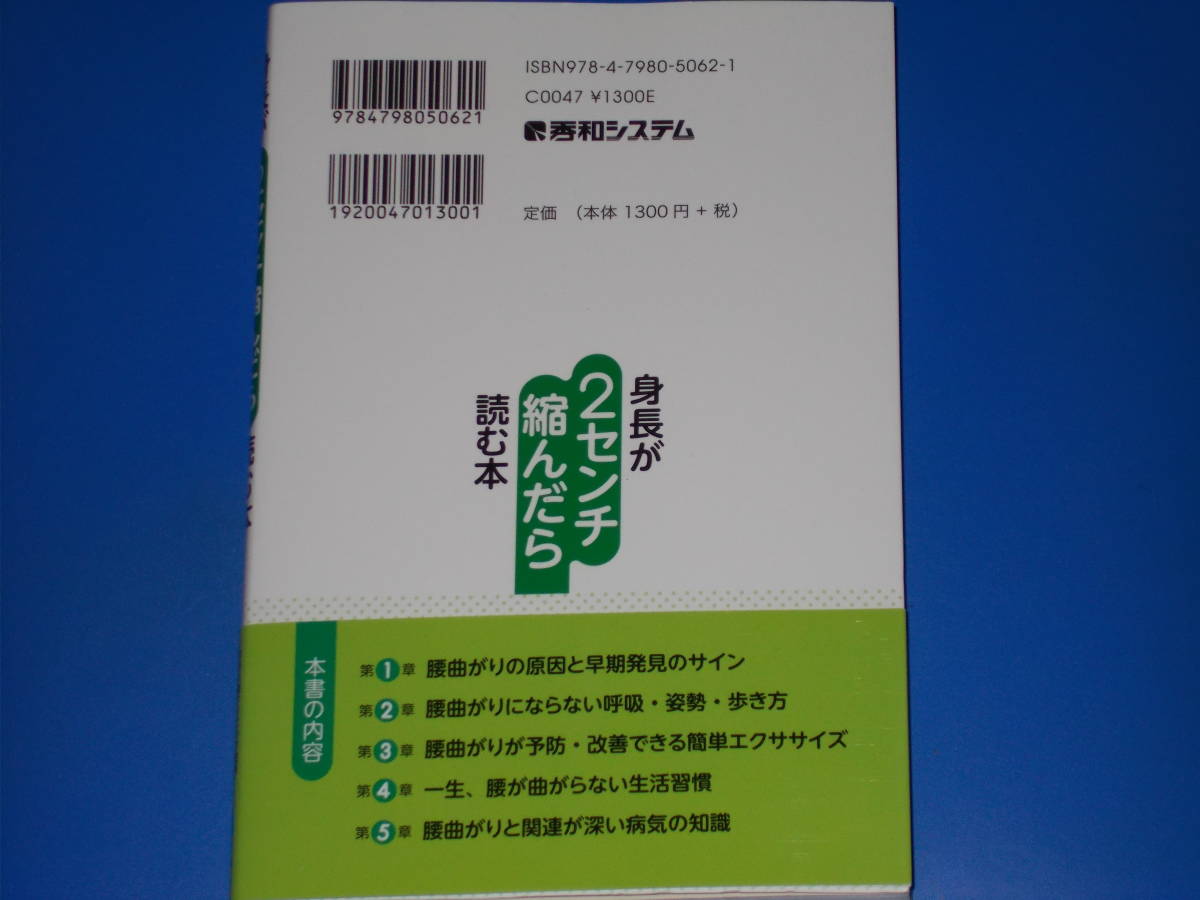 ISBN978-4-7980-5062-1
C0047 ¥1300E
9784798050621
秀和システム
1920047013001
定価 （本体 1300 円 + 税）
身長が
2センチ
縮んだら
読む本
本書の内容
第1章 腰曲がりの原因と早期発見のサイン
第2章 腰曲がりにならない呼吸・姿勢・歩き方
第3章 腰曲がりが予防・改善できる簡単エクササイズ
第4章 一生、腰が曲がらない生活習慣
第5章 腰曲がりと関連が深い病気の知識